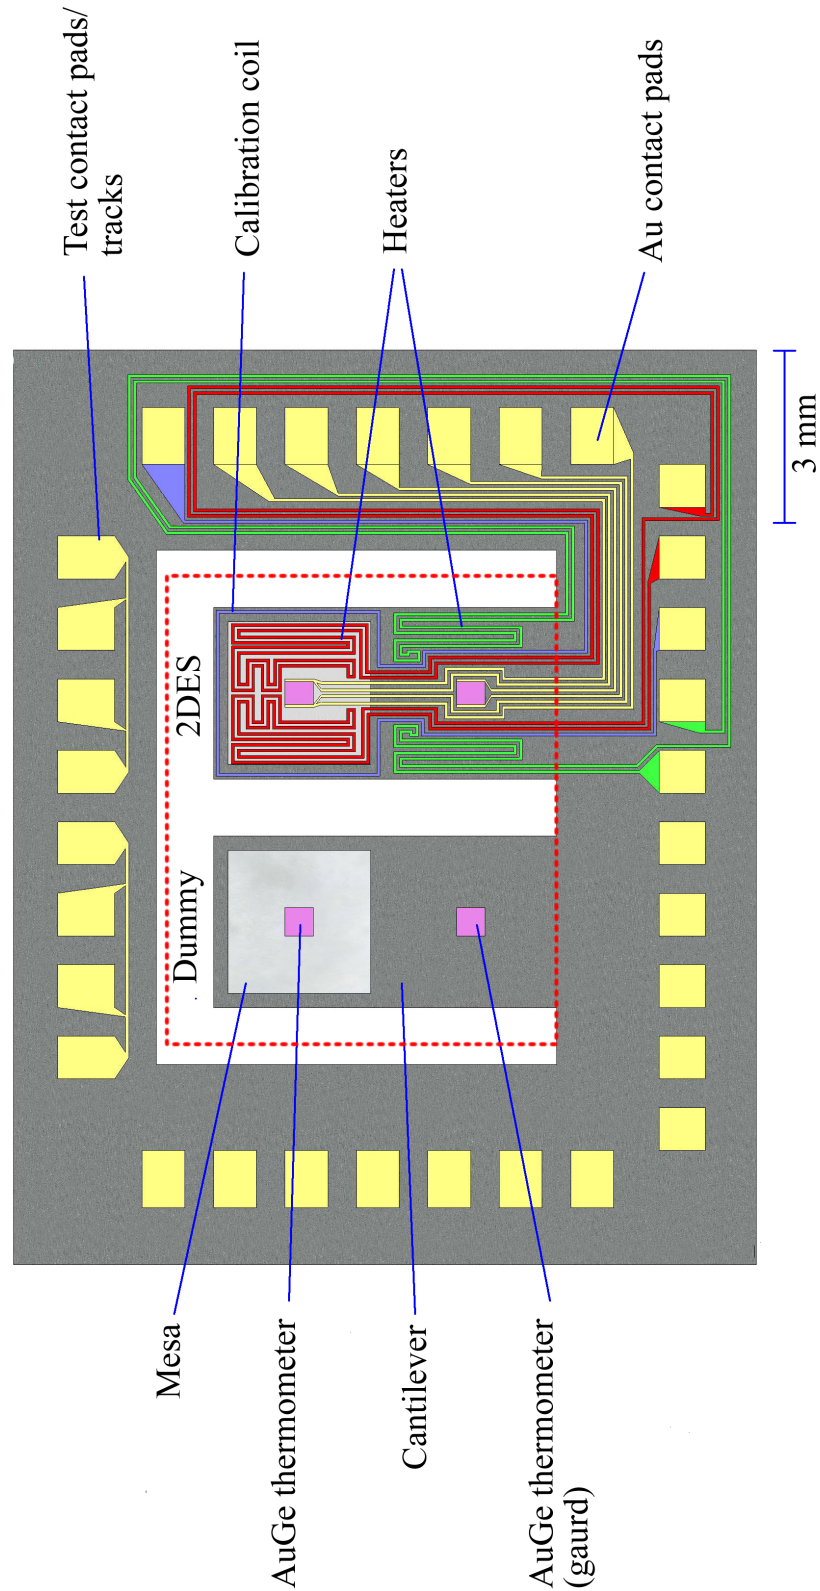 Test contact pads/
tracks
Calibration coil
Heaters
Au contact pads
3 mm
2DES
Dummy
Mesa
AuGe thermometer
Cantilever
AuGe thermometer
(gaurd)